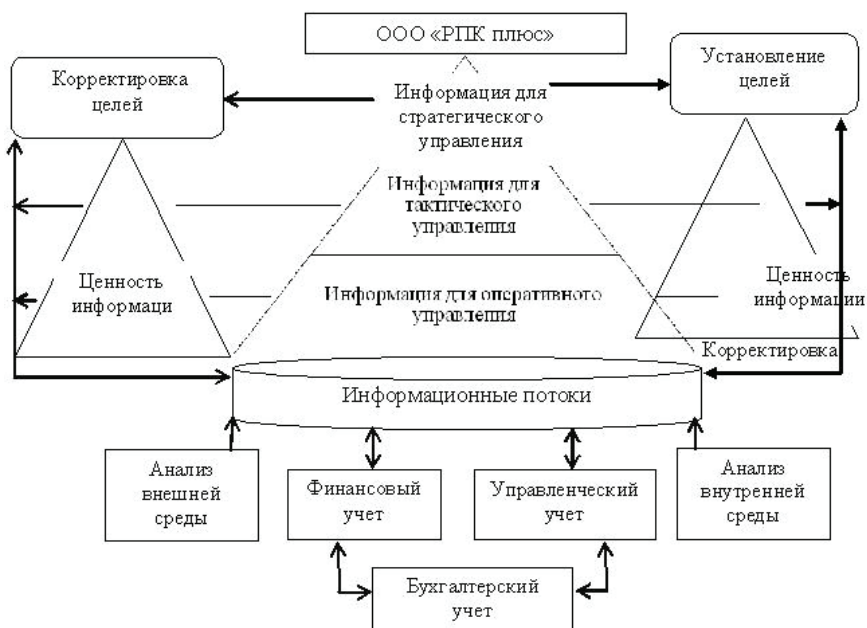 ООО «РПК плюс»
Корректировка
целей
Установление
целей
Информация для
стратегического
управления
Информация для
тактического
управления
Ценность
информаци
Ценность
информации
Информация для оперативного
управления
Корректировка
Информационные потоки
Анализ
внешней
среды
Финансовый
учет
Управленческий
учет
Анализ
внутренней
среды
Бухгалтерский
учет